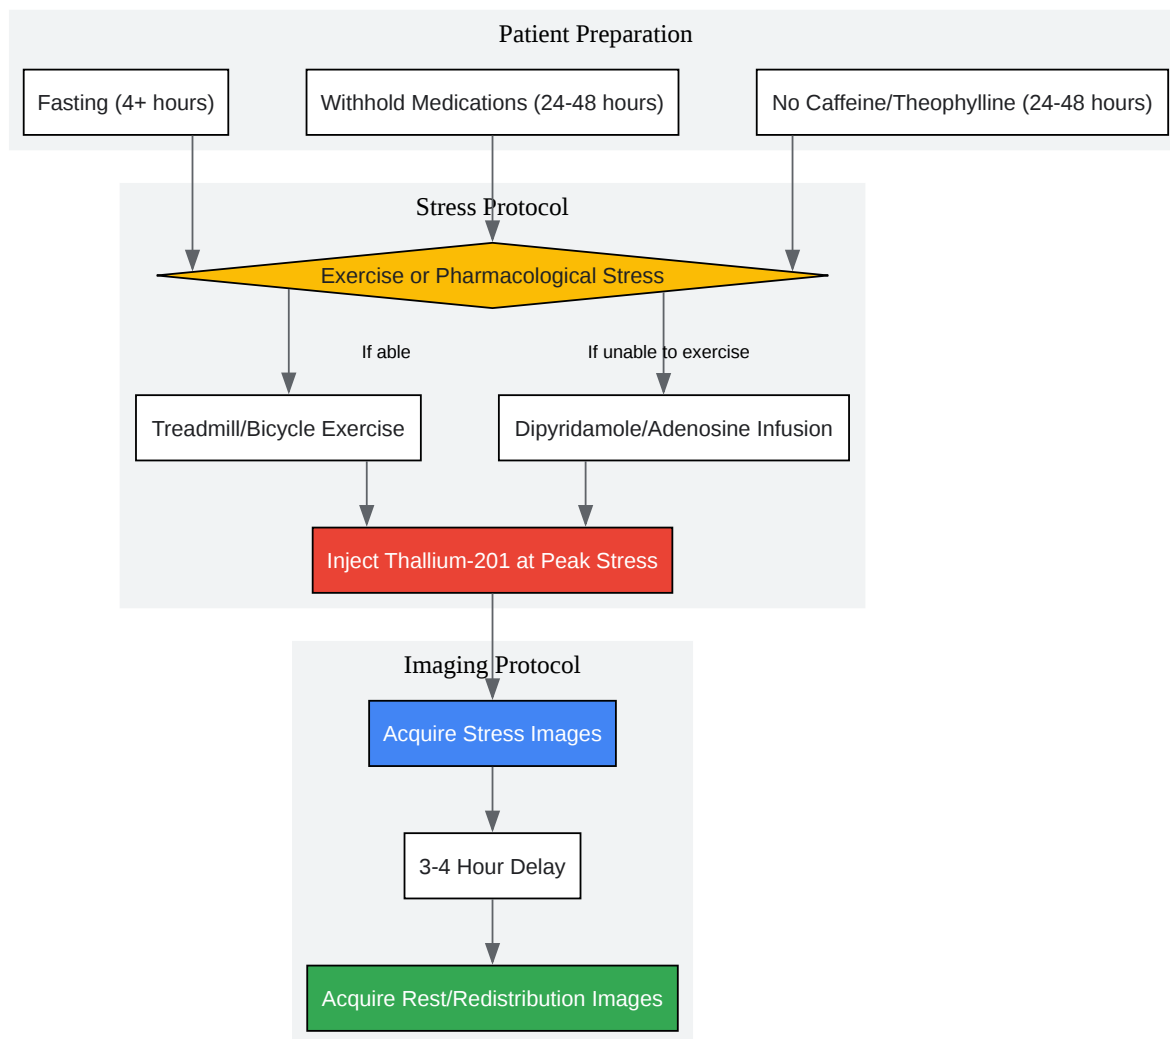 Patient Preparation
Fasting (4+ hours)
Withhold Medications (24-48 hours)
No Caffeine/Theophylline (24-48 hours)
Stress Protocol
Exercise or Pharmacological Stress
If able
If unable to exercise
Treadmill/Bicycle Exercise
Dipyridamole/Adenosine Infusion
Inject Thallium-201 at Peak Stress
Imaging Protocol
Acquire Stress Images
3-4 Hour Delay
Acquire Rest/Redistribution Images